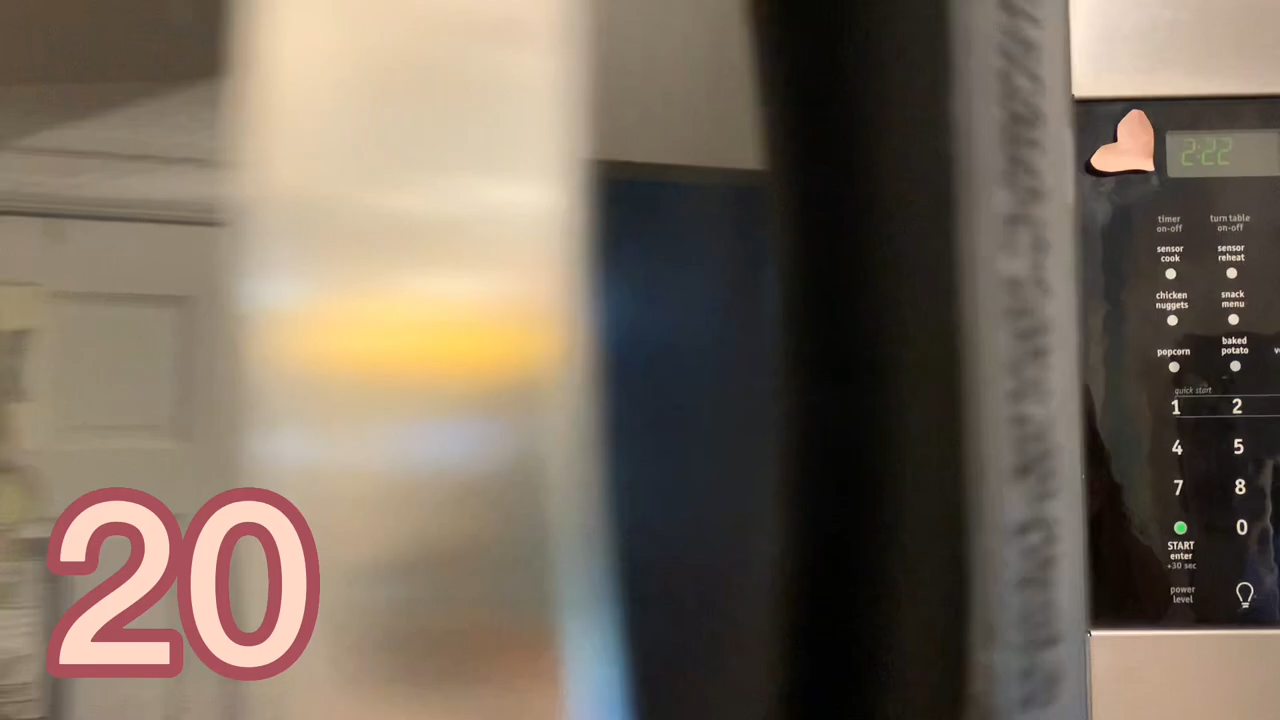 2:22
timer
on-off
turn table
on-off
sensor
cook
sensor
reheat
chicken
nuggets
snack
menu
popcorn
baked
potato
quick start
1 2
4 5
7 8
0
START
enter
+30 sec
power
level
20